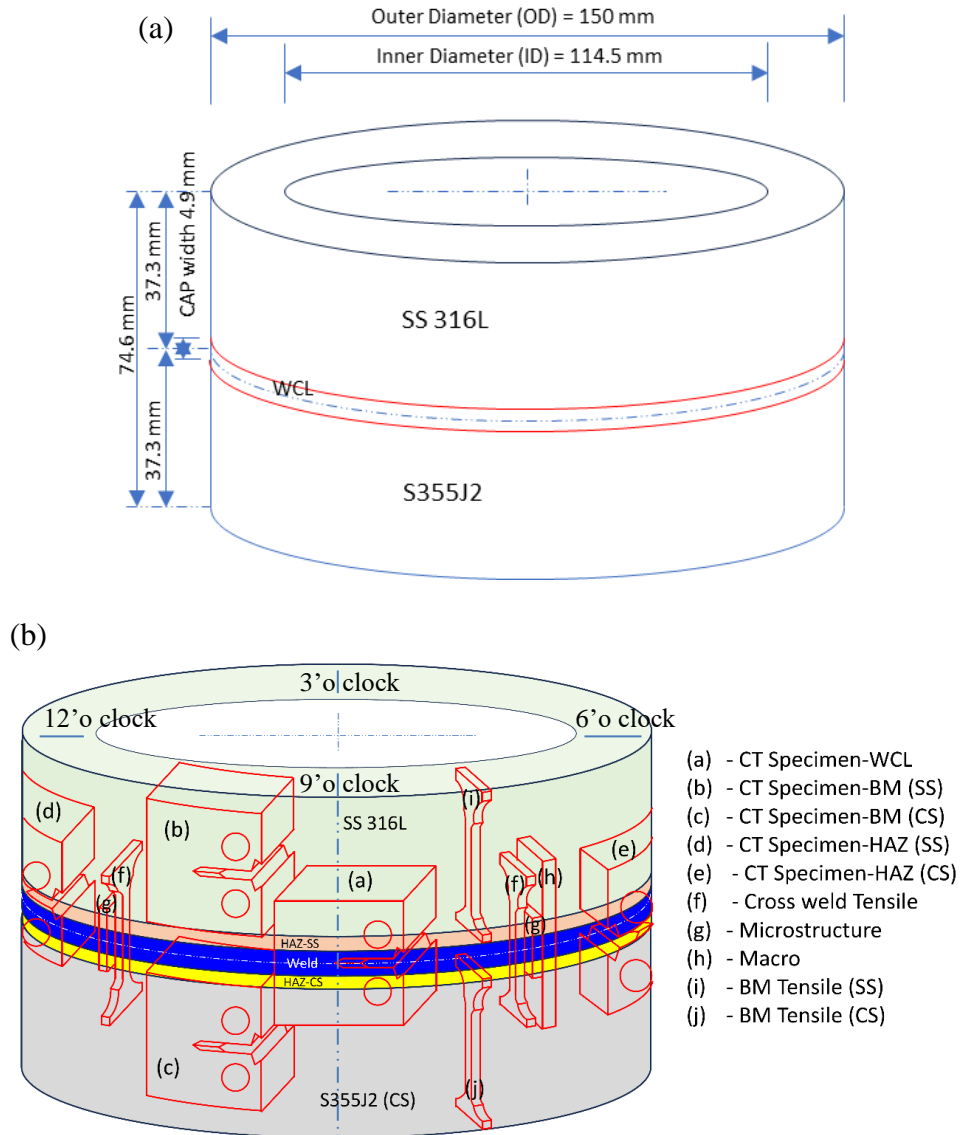 (a)
Outer Diameter (OD) = 150 mm
Inner Diameter (ID) = 114.5 mm
74.6 mm
37.3 mm
37.3 mm
CAP width 4.9 mm
SS 316L
WCL
S355J2
(b)
3’o clock
12’o clock
6’o clock
9’o clock
SS 316L
(d)
(b)
(i)
(a)
(e)
(f)
(g)
(f)
(h)
(g)
HAZ-SS
Weld
HAZ-CS
(c)
(j)
S355J2 (CS)
(a) - CT Specimen-WCL
(b) - CT Specimen-BM (SS)
(c) - CT Specimen-BM (CS)
(d) - CT Specimen-HAZ (SS)
(e) - CT Specimen-HAZ (CS)
(f) - Cross weld Tensile
(g) - Microstructure
(h) - Macro
(i) - BM Tensile (SS)
(j) - BM Tensile (CS)